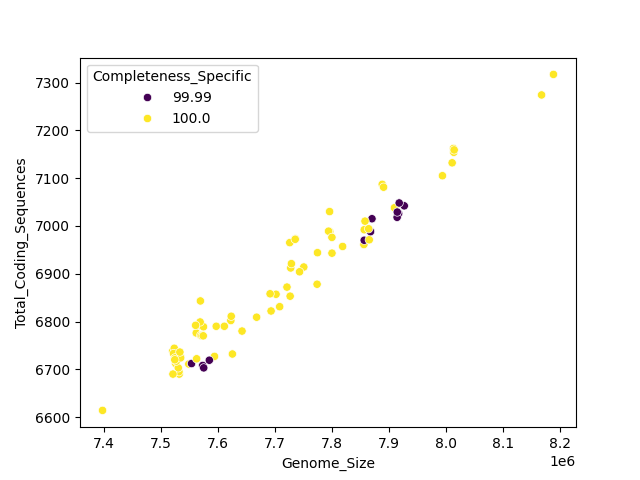 Completeness_Specific
99.99
100.0
7300
7200
7100
7000
6900
6800
6700
6600
Total_Coding_Sequences
7.4 7.5 7.6 7.7 7.8 7.9 8.0 8.1 8.2
1e6
Genome_Size